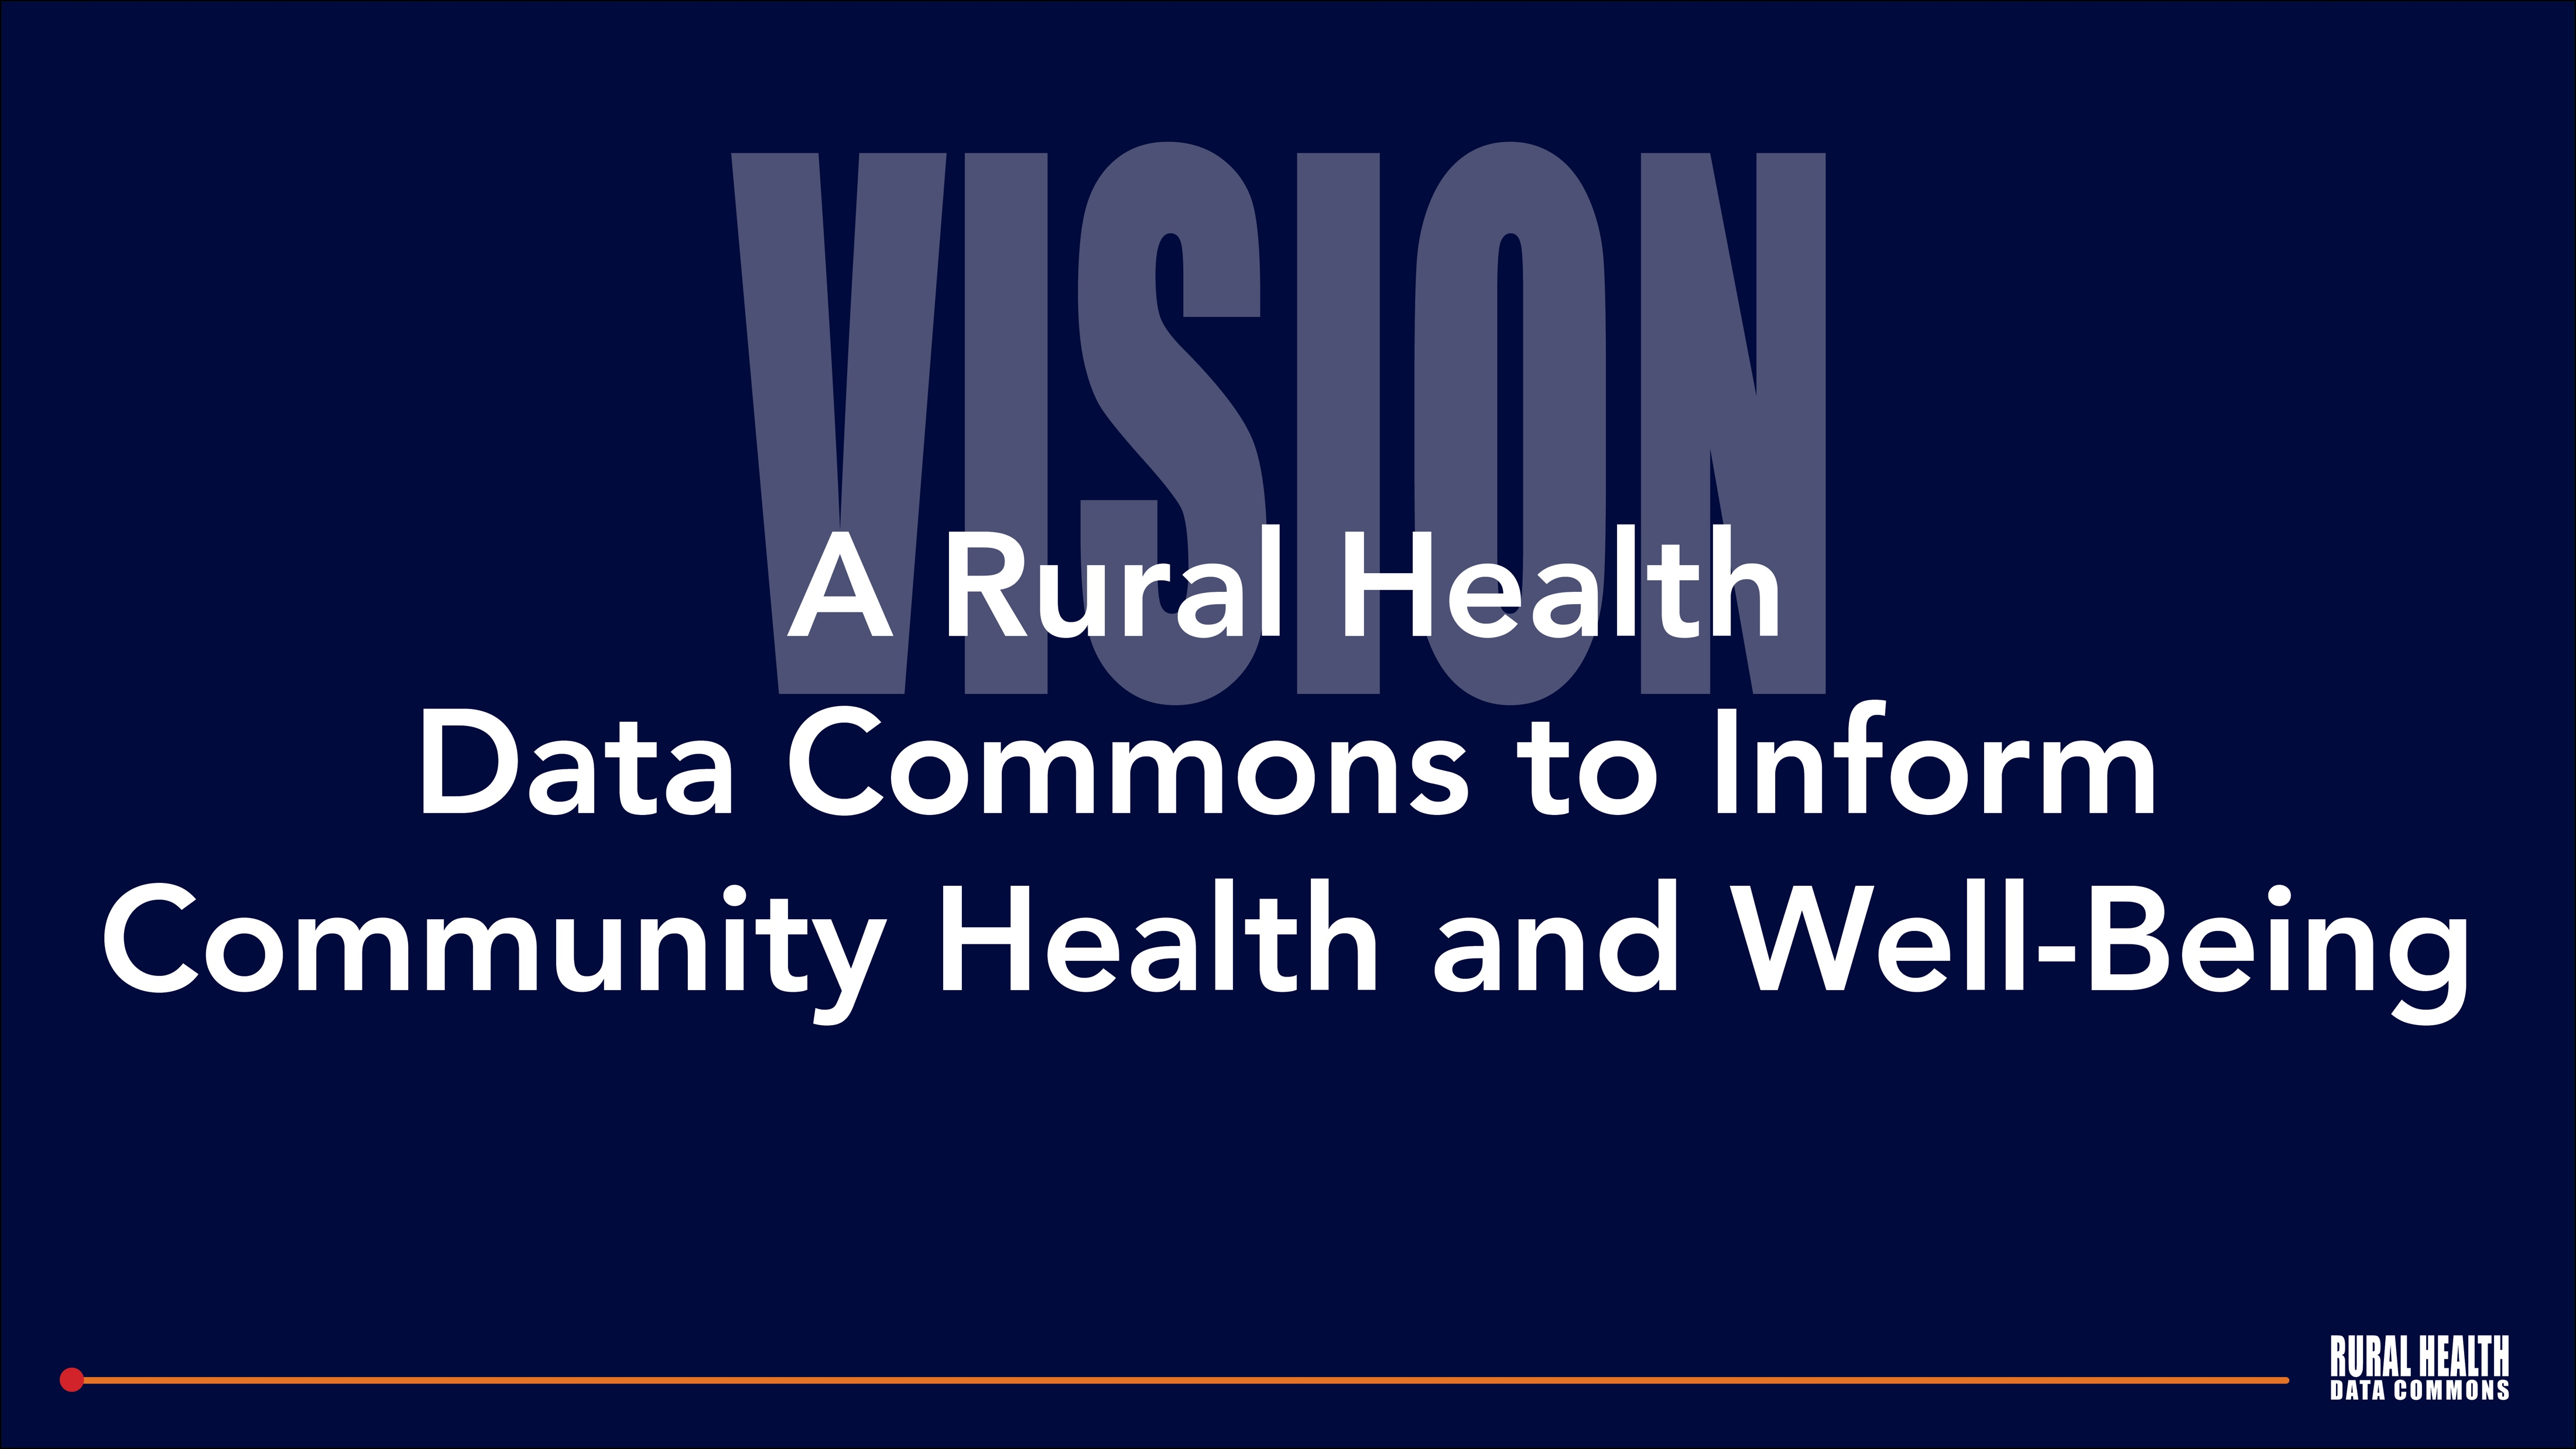 VISION
A Rural Health
Data Commons to Inform
Community Health and Well-Being
RURAL HEALTH
DATA COMMONS